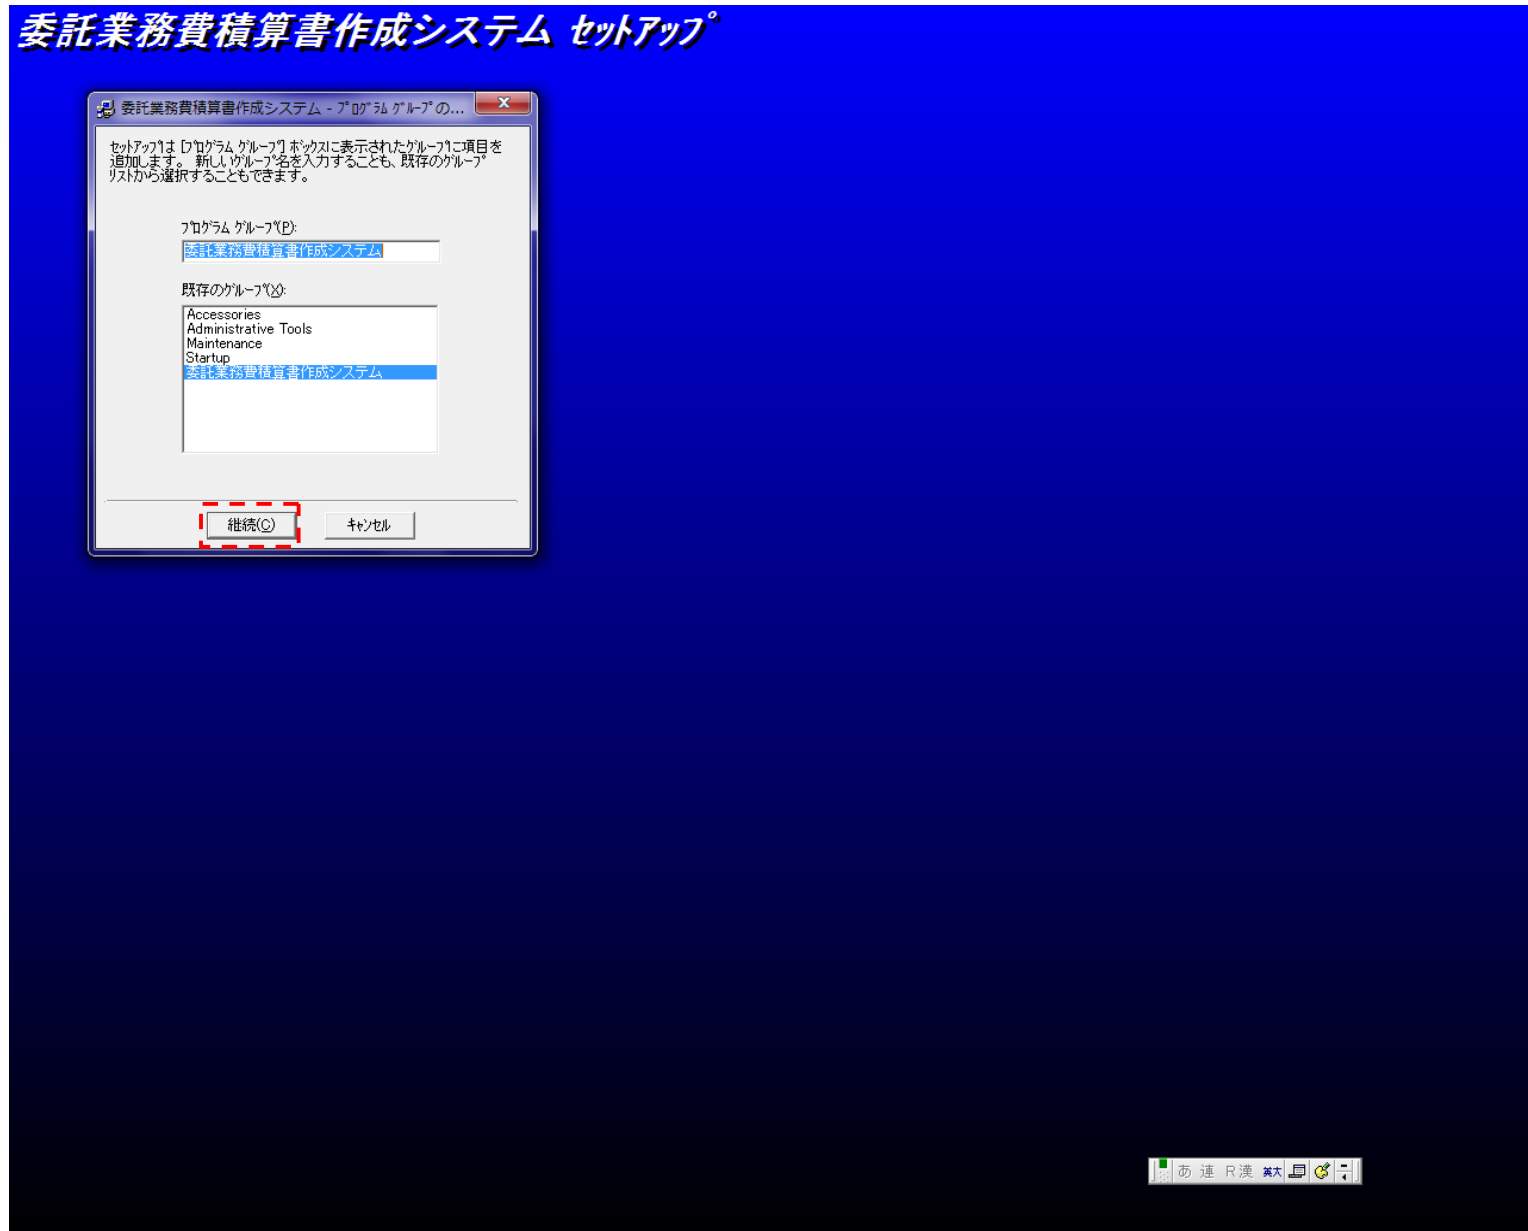 委託業務費積算書作成システム ｾｯﾄｱｯﾌﾟ
委託業務費積算書作成システム - ﾌﾟﾛｸﾞﾗﾑ ｸﾞﾙｰﾌﾟの...
ｾｯﾄｱｯﾌﾟは [ﾌﾟﾛｸﾞﾗﾑ ｸﾞﾙｰﾌﾟ] ﾎﾞｯｸｽに表示されたｸﾞﾙｰﾌﾟに項目を
追加します。 新しいｸﾞﾙｰﾌﾟ名を入力することも、既存のｸﾞﾙｰﾌﾟ
ﾘｽﾄから選択することもできます。
ﾌﾟﾛｸﾞﾗﾑ ｸﾞﾙｰﾌﾟ(P):
委託業務費積算書作成システム
既存のｸﾞﾙｰﾌﾟ(X):
Accessories
Administrative Tools
Maintenance
Startup
委託業務費積算書作成システム
継続(C)
ｷｬﾝｾﾙ
あ 連 R漢 英大